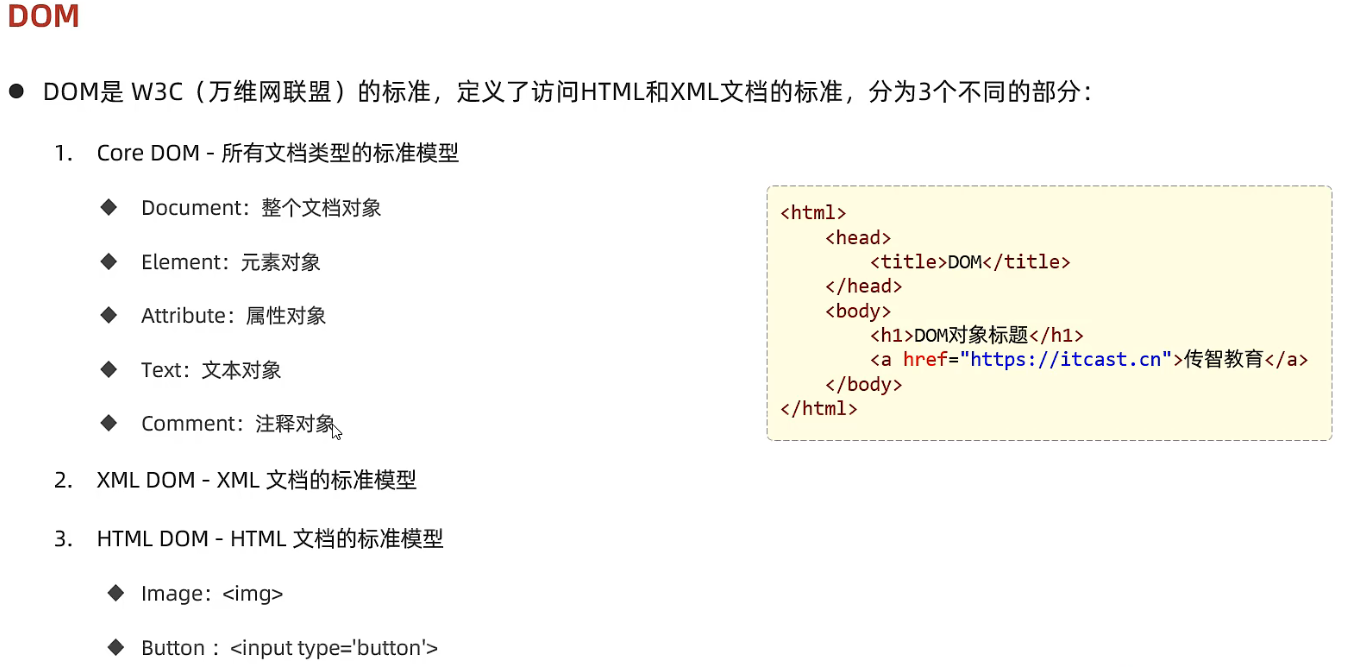 DOM
● DOM是 W3C（万维网联盟）的标准，定义了访问HTML和XML文档的标准，分为3个不同的部分：
1. Core DOM - 所有文档类型的标准模型
◆ Document：整个文档对象
◆ Element：元素对象
◆ Attribute：属性对象
◆ Text：文本对象
◆ Comment：注释对象
2. XML DOM - XML 文档的标准模型
3. HTML DOM - HTML 文档的标准模型
◆ Image：<img>
◆ Button ：<input type='button'>
<html>
    <head>
        <title>DOM</title>
    </head>
    <body>
        <h1>DOM对象标题</h1>
        <a href="https://itcast.cn">传智教育</a>
    </body>
</html>